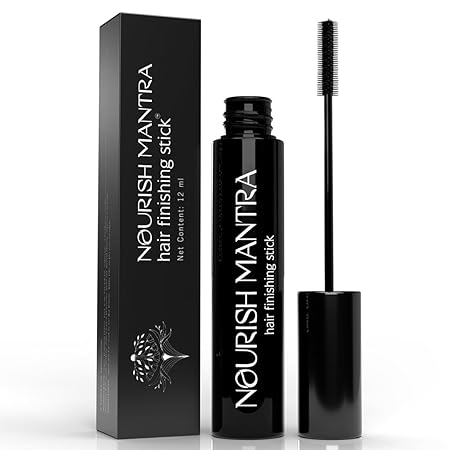 NOURISH MANTRA®
hair finishing stick
Net Content: 12 ml
NOURISH MANTRA
hair finishing stick